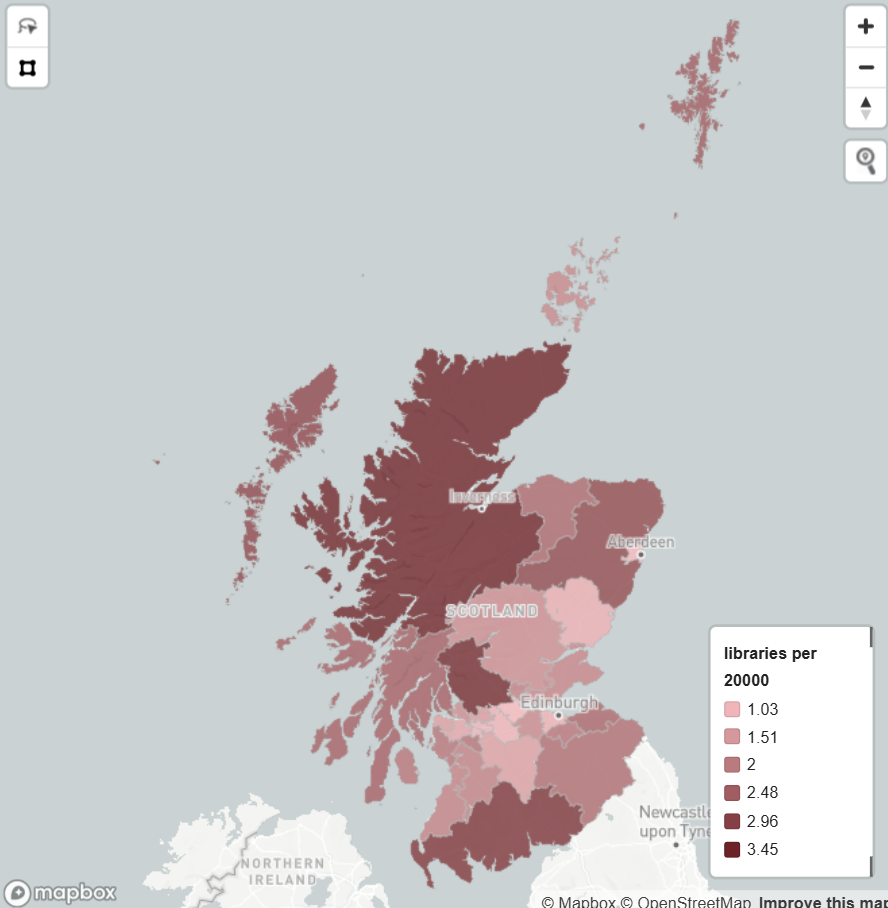 Inverness
Aberdeen
SCOTLAND
Edinburgh
libraries per
20000
1.03
1.51
2
2.48
2.96
3.45
Newcastle
upon Tyne
NORTHERN
IRELAND
mapbox
© Mapbox © OpenStreetMap Improve this map